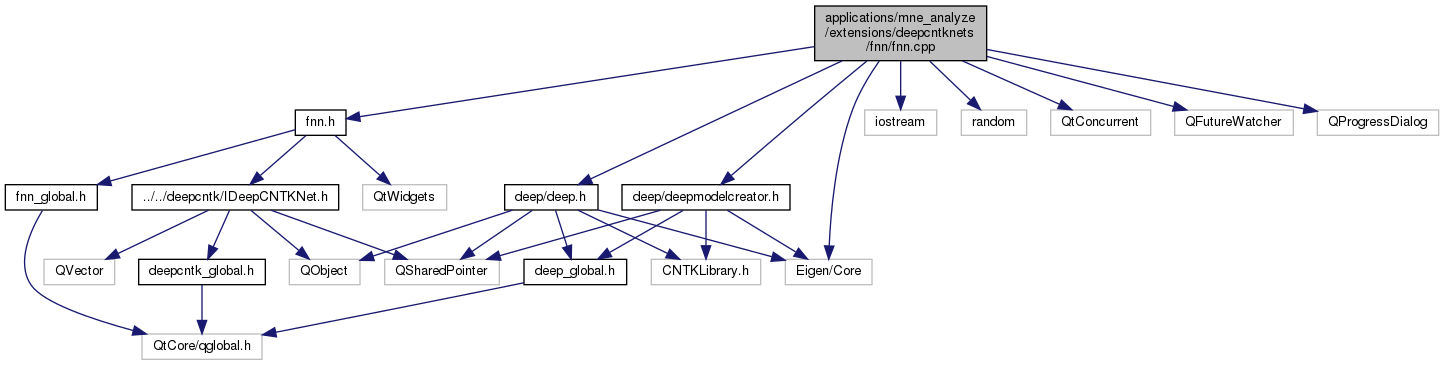 applications/mne_analyze
/extensions/deepcntknets
/fnn/fnn.cpp
fnn.h
iostream
random
QtConcurrent
QFutureWatcher
QProgressDialog
fnn_global.h
../../deepcntk/IDeepCNTKNet.h
QtWidgets
deep/deep.h
deep/deepmodelcreator.h
QVector
deepcntk_global.h
QObject
QSharedPointer
deep_global.h
CNTKLibrary.h
Eigen/Core
QtCore/qglobal.h